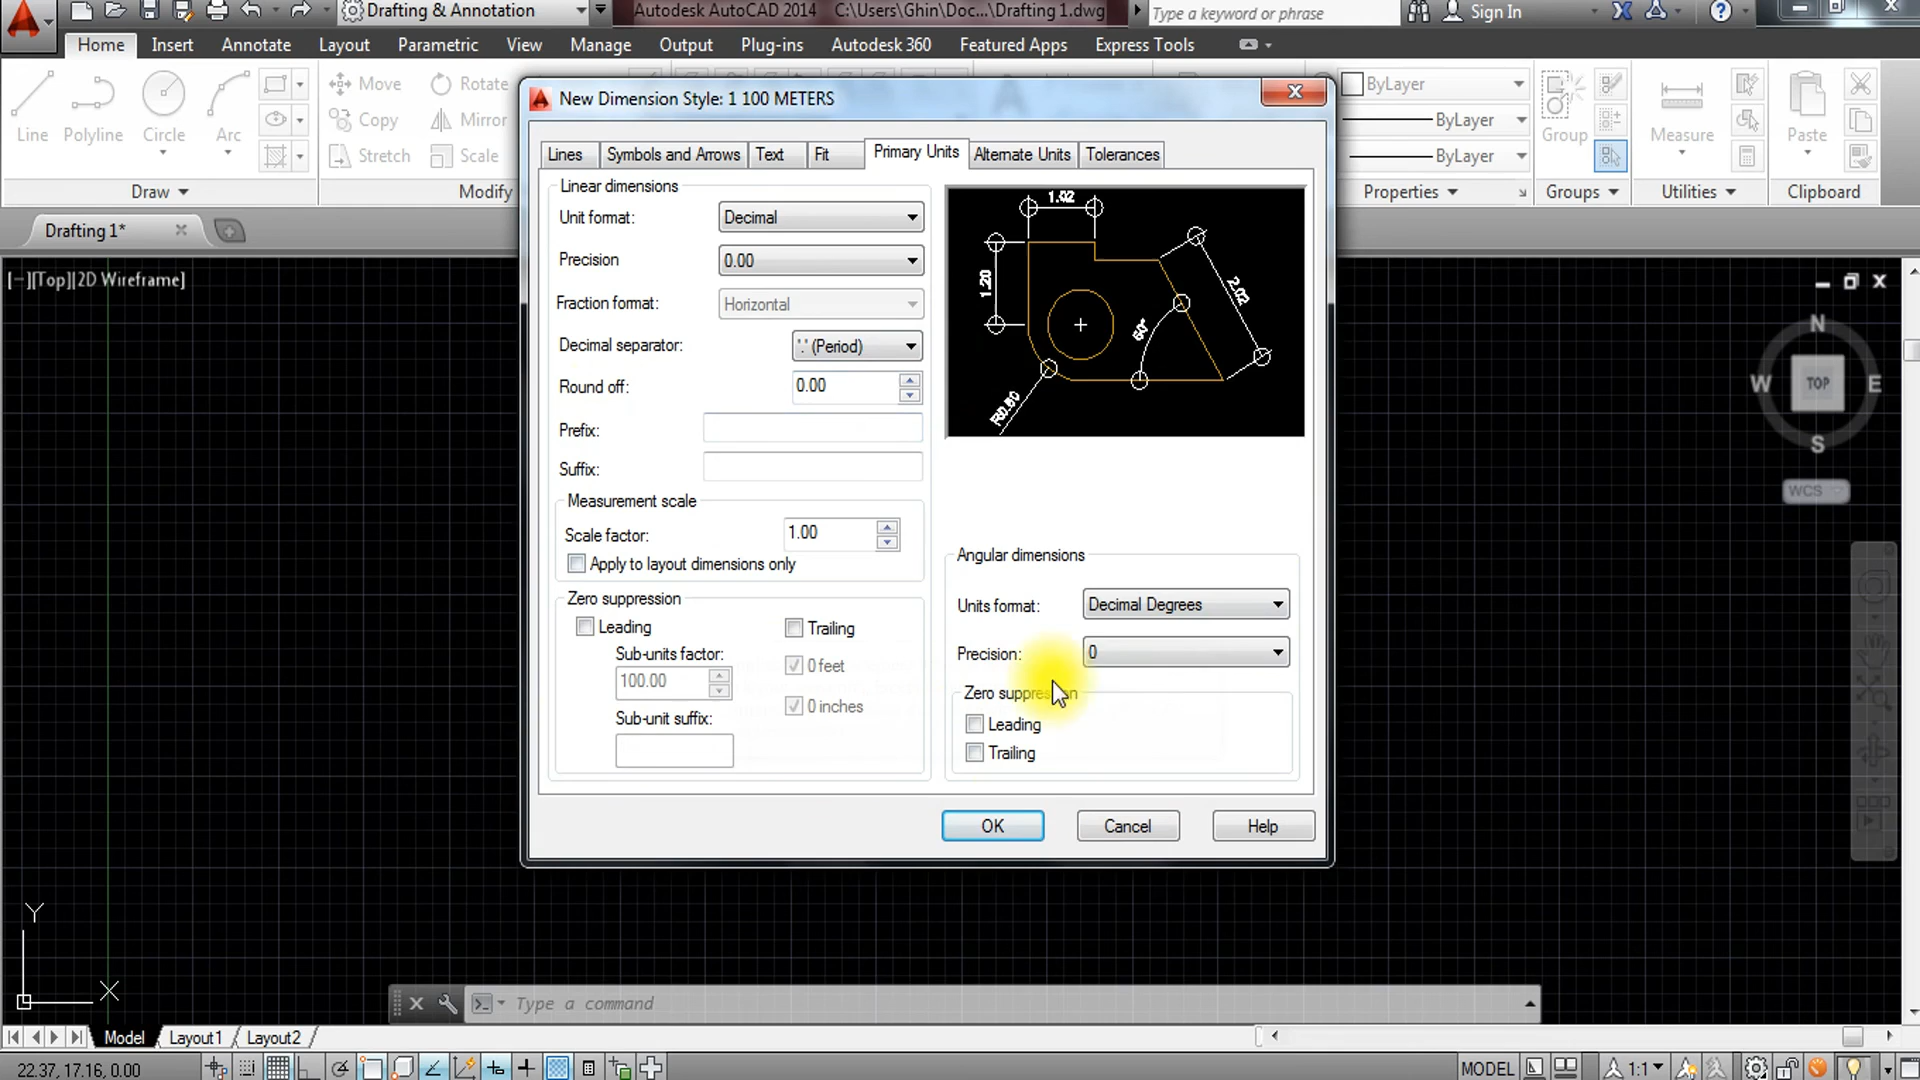 Drafting & Annotation
Autodesk AutoCAD 2014 C:\Users\Ghin\Doc...\Drafting 1.dwg
Type a keyword or phrase
Sign In
Home Insert Annotate Layout Parametric View Manage Output Plug-ins Autodesk 360 Featured Apps Express Tools
Line Polyline Circle Arc
Move Rotate
Copy Mirror
Stretch Scale
Draw Modify
New Dimension Style: 1 100 METERS
ByLayer
ByLayer
ByLayer
Group Measure Paste
Properties Groups Utilities Clipboard
Drafting 1*
[−][Top][2D Wireframe]
Lines Symbols and Arrows Text Fit Primary Units Alternate Units Tolerances
Linear dimensions
Unit format: Decimal
Precision 0.00
Fraction format: Horizontal
Decimal separator: '.' (Period)
Round off: 0.00
Prefix:
Suffix:
Measurement scale
Scale factor: 1.00
Apply to layout dimensions only
Zero suppression
Leading Trailing
Sub-units factor: 0 feet
100.00
0 inches
Sub-unit suffix:
1.02
1.20
2.02
60°
R0.80
Angular dimensions
Units format: Decimal Degrees
Precision: 0
Zero suppression
Leading
Trailing
OK Cancel Help
N
W TOP E
S
WCS
Y
X
Type a command
Model Layout1 Layout2
22.37, 17.16, 0.00
MODEL
1:1